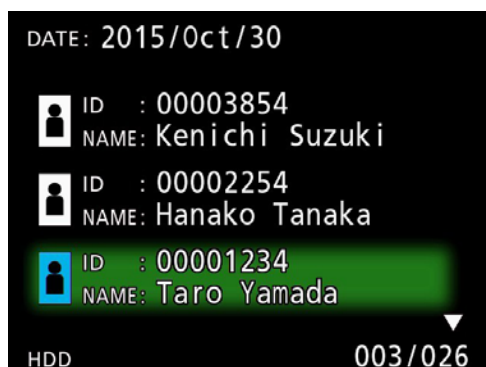 DATE: 2015/Oct/30
ID : 00003854
NAME: Kenichi Suzuki
ID : 00002254
NAME: Hanako Tanaka
ID : 00001234
NAME: Taro Yamada
HDD 003/026